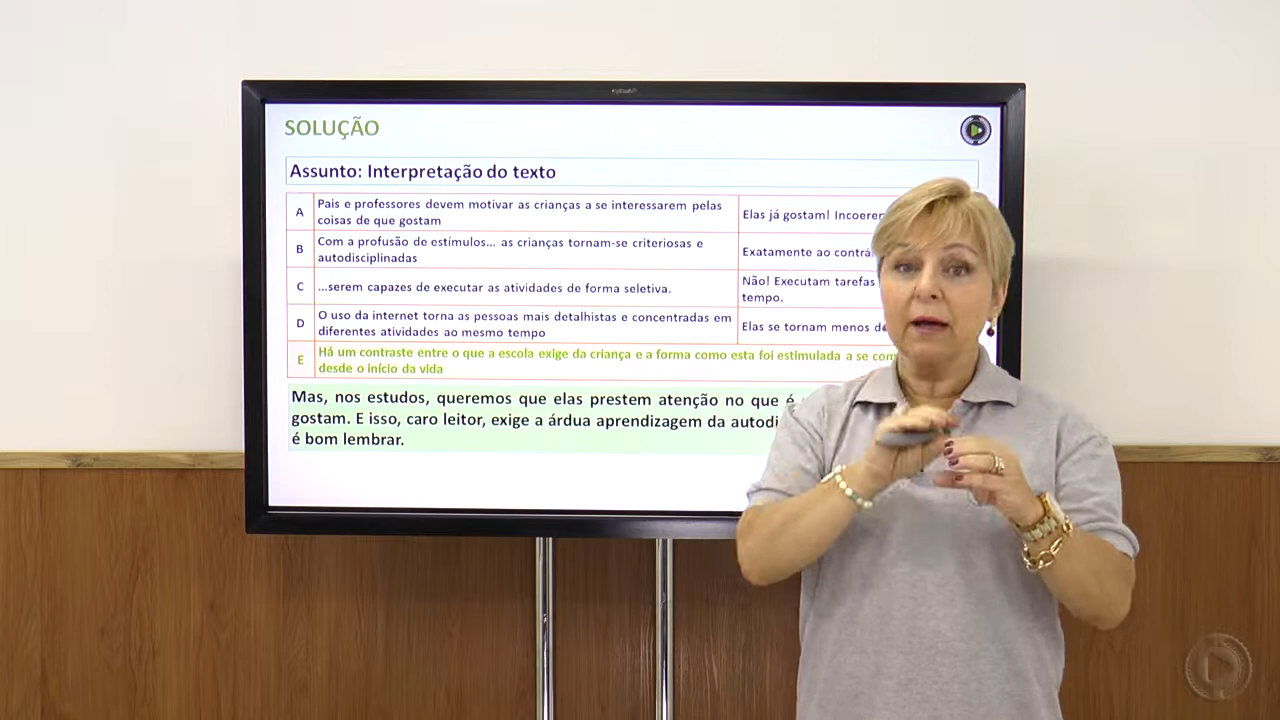 SOLUÇÃO
Assunto: Interpretação do texto
A
Pais e professores devem motivar as crianças a se interessarem pelas
coisas de que gostam
Elas já gostam!
B
Com a profusão de estímulos... as crianças tornam-se criteriosas e
autodisciplinadas
Exatamente ao
C
...serem capazes de executar as atividades de forma seletiva.
Não! Executam tarefas
tempo.
D
O uso da internet torna as pessoas mais detalhistas e concentradas em
diferentes atividades ao mesmo tempo
Elas se tornam menos
E
Há um contraste entre o que a escola exige da criança e a forma como esta foi estimulada a se
desde o início da vida
Mas, nos estudos, queremos que elas prestem atenção no que é
gostam. E isso, caro leitor, exige a árdua aprendizagem da
é bom lembrar.